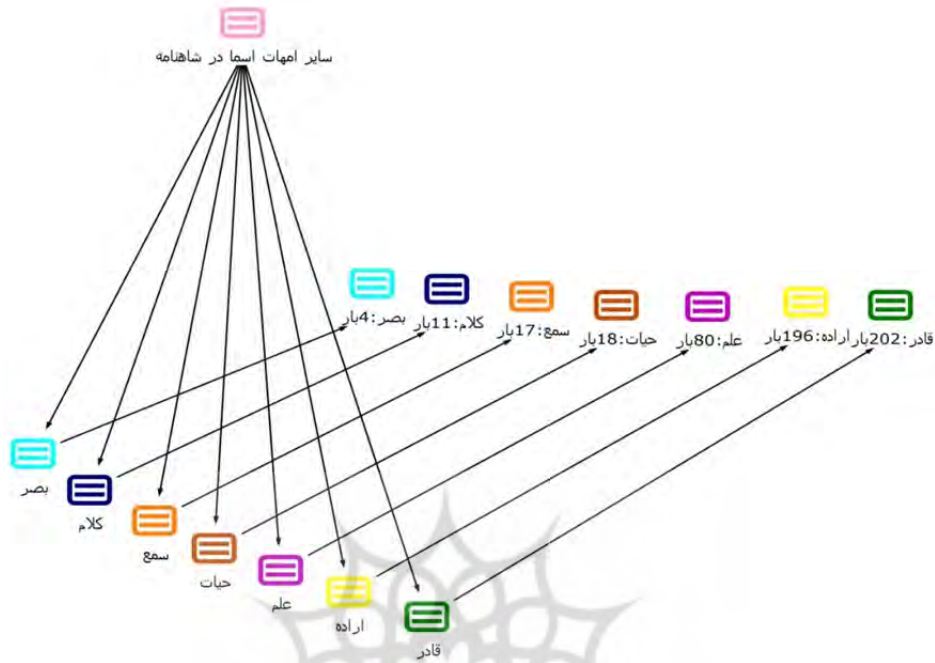 سایر امهات اسما در شاهنامه
بصر:4بار
کلام:11بار
سمع:17بار
حیات:18بار
علم:80بار
اراده:196بار
قادر:202بار
بصر
کلام
سمع
حیات
علم
اراده
قادر